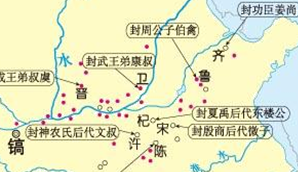 封功臣姜尚
封周公子伯禽
齐
水
封武王弟康叔
鲁
成王弟叔虞
卫
晋
封夏禹后代东楼公
杞
宋
封神农氏后代文叔
封殷商后代微子
镐
许
陈